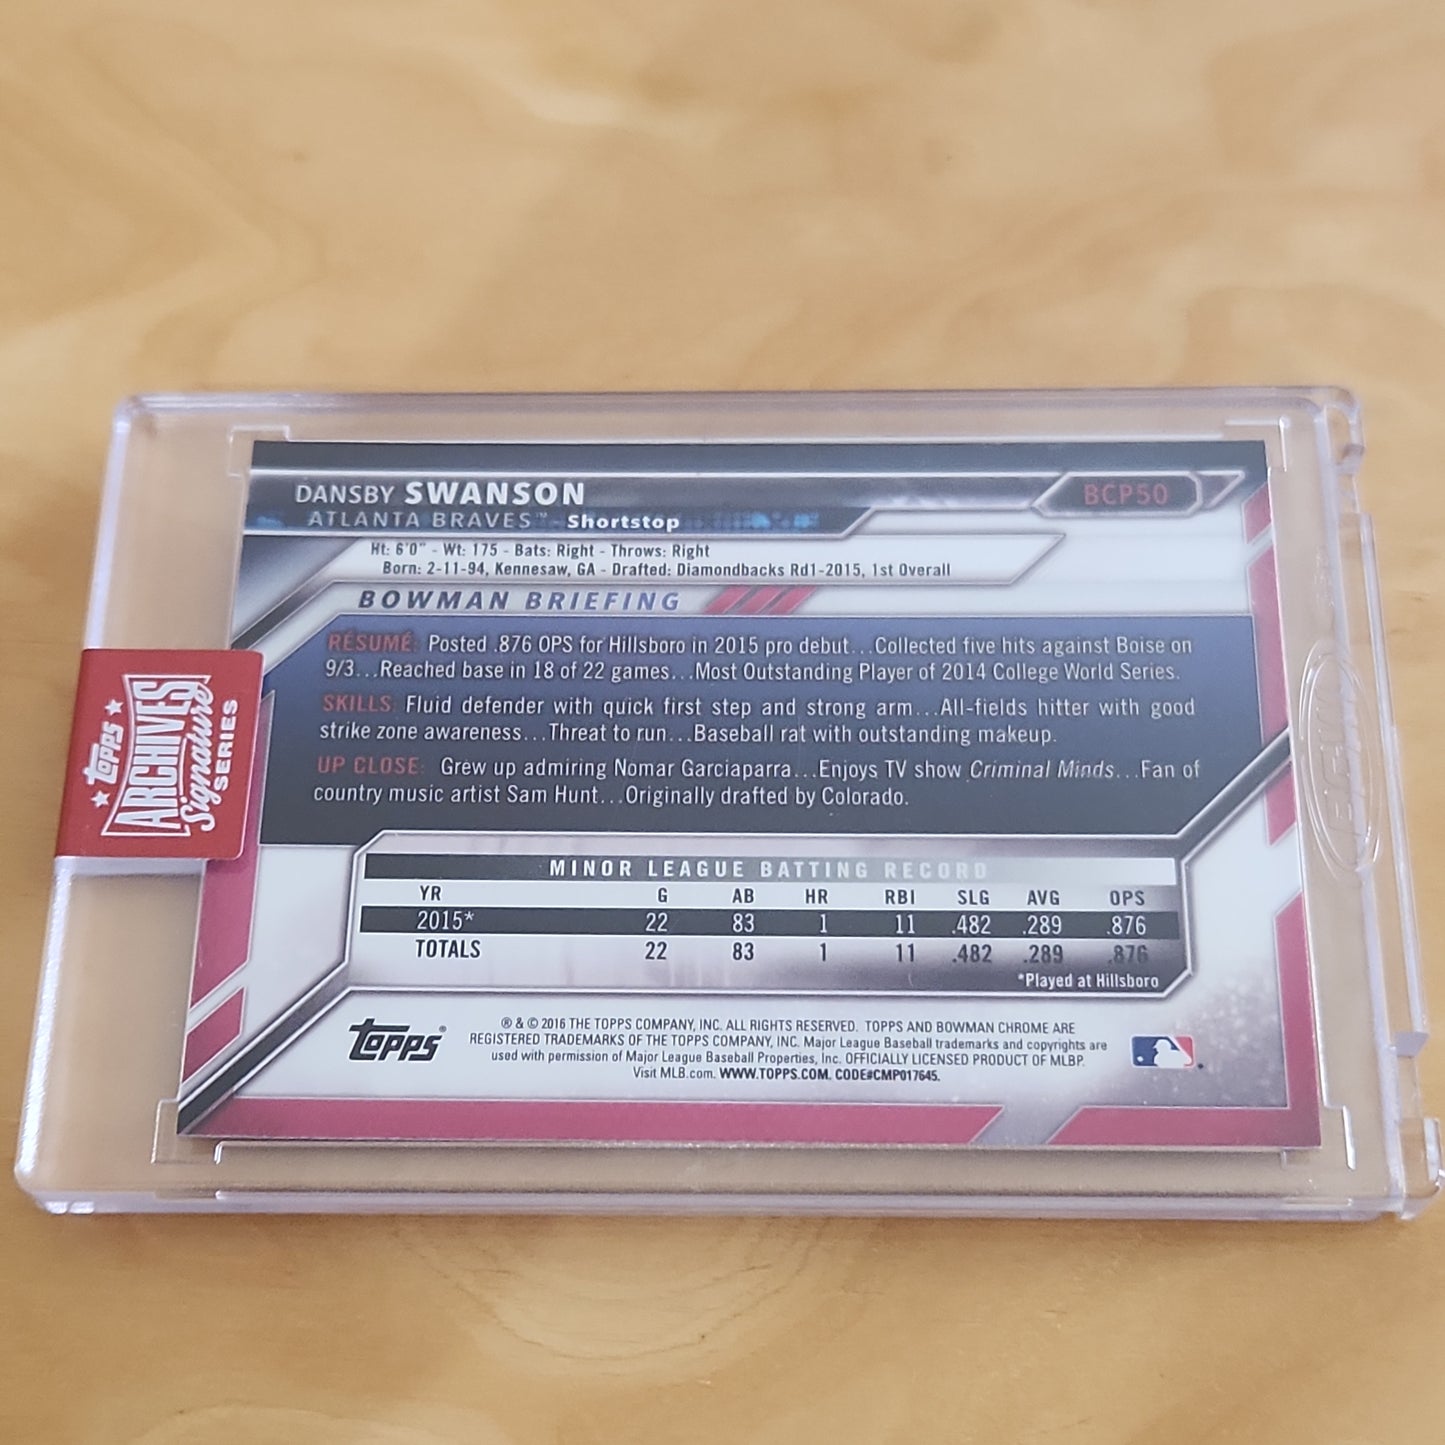 DANSBY SWANSON
BCP50
ATLANTA BRAVES™ - Shortstop
Ht: 6'0" - Wt: 175 - Bats: Right - Throws: Right
Born: 2-11-94, Kennesaw, GA - Drafted: Diamondbacks Rd1-2015, 1st Overall
BOWMAN BRIEFING
RÉSUMÉ: Posted .876 OPS for Hillsboro in 2015 pro debut...Collected five hits against Boise on
9/3...Reached base in 18 of 22 games...Most Outstanding Player of 2014 College World Series.
SKILLS: Fluid defender with quick first step and strong arm...All-fields hitter with good
strike zone awareness...Threat to run...Baseball rat with outstanding makeup.
UP CLOSE: Grew up admiring Nomar Garciaparra...Enjoys TV show Criminal Minds...Fan of
country music artist Sam Hunt...Originally drafted by Colorado.
MINOR LEAGUE BATTING RECORD
YR G AB HR RBI SLG AVG OPS
2015* 22 83 1 11 .482 .289 .876
TOTALS 22 83 1 11 .482 .289 .876
*Played at Hillsboro
topps®
® & © 2016 THE TOPPS COMPANY, INC. ALL RIGHTS RESERVED. TOPPS AND BOWMAN CHROME ARE
REGISTERED TRADEMARKS OF THE TOPPS COMPANY, INC. Major League Baseball trademarks and copyrights are
used with permission of Major League Baseball Properties, Inc. OFFICIALLY LICENSED PRODUCT OF MLBP.
Visit MLB.com. WWW.TOPPS.COM. CODE#CMP017645.
topps
ARCHIVES
Signature
SERIES